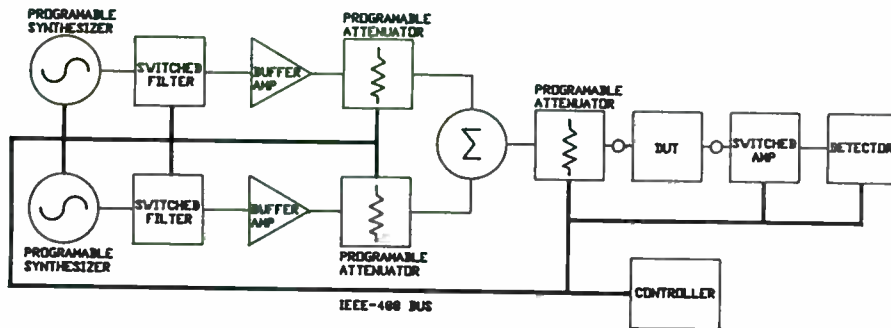 PROGRAMABLE
SYNTHESIZER
SWITCHED
FILTER
BUFFER
AMP
PROGRAMABLE
ATTENUATOR
Σ
PROGRAMABLE
ATTENUATOR
DUT
SWITCHED
AMP
DETECTOR
SWITCHED
FILTER
BUFFER
AMP
PROGRAMABLE
SYNTHESIZER
PROGRAMABLE
ATTENUATOR
IEEE-488 BUS
CONTROLLER